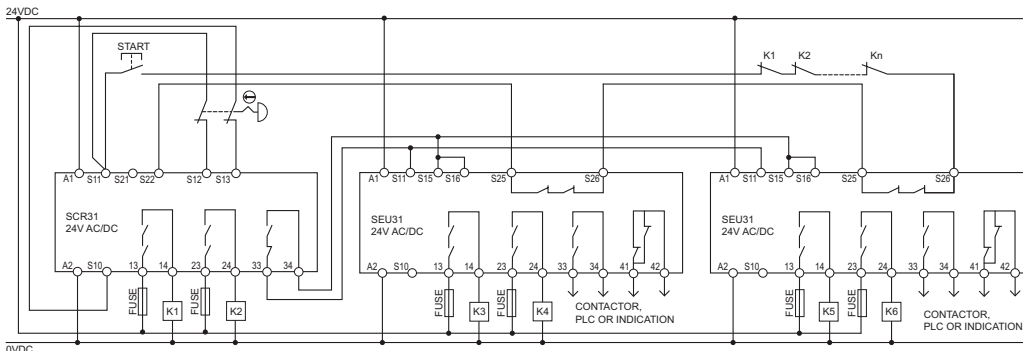 24VDC
START
K1 K2 Kn
A1 S11 S21 S22 S12 S13
A1 S11 S15 S16 S25 S26
A1 S11 S15 S16 S25 S26
SCR31
24V AC/DC
SEU31
24V AC/DC
SEU31
24V AC/DC
A2 S10 13 14 23 24 33 34
A2 S10 13 14 23 24 33 34 41 42
A2 S10 13 14 23 24 33 34 41 42
FUSE K1 FUSE K2
FUSE K3 FUSE K4
CONTACTOR,
PLC OR INDICATION
FUSE K5 FUSE K6
CONTACTOR,
PLC OR INDICATION
0VDC